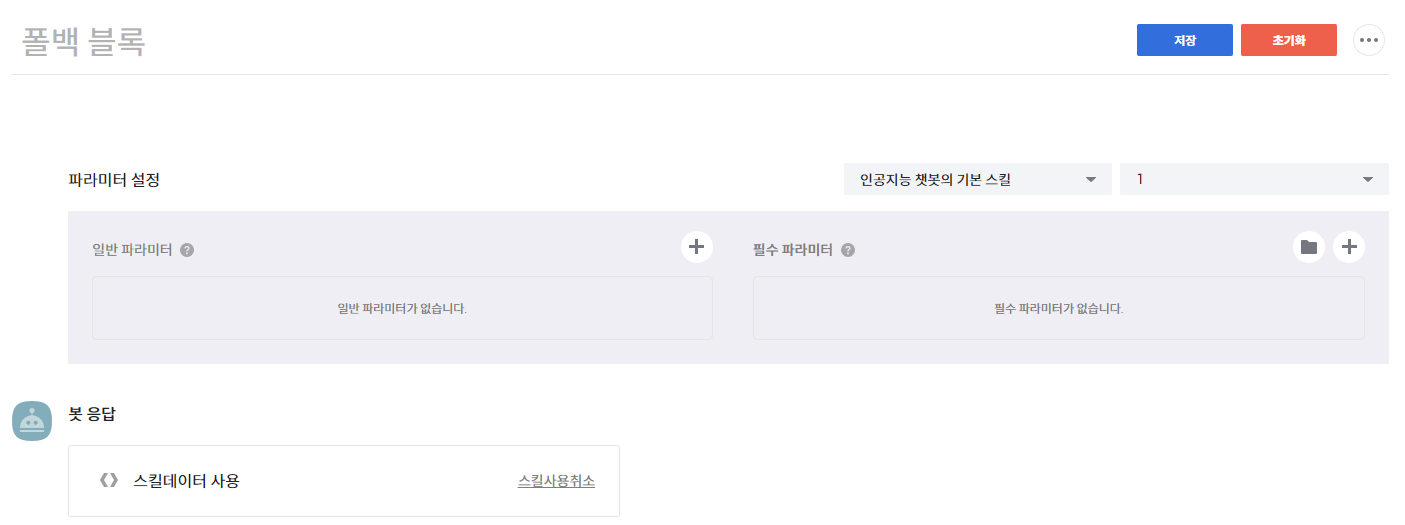 폴백 블록
저장
초기화
파라미터 설정
인공지능 챗봇의 기본 스킬
1
일반 파라미터 ?
필수 파라미터 ?
일반 파라미터가 없습니다.
필수 파라미터가 없습니다.
봇 응답
스킬데이터 사용
스킬사용취소